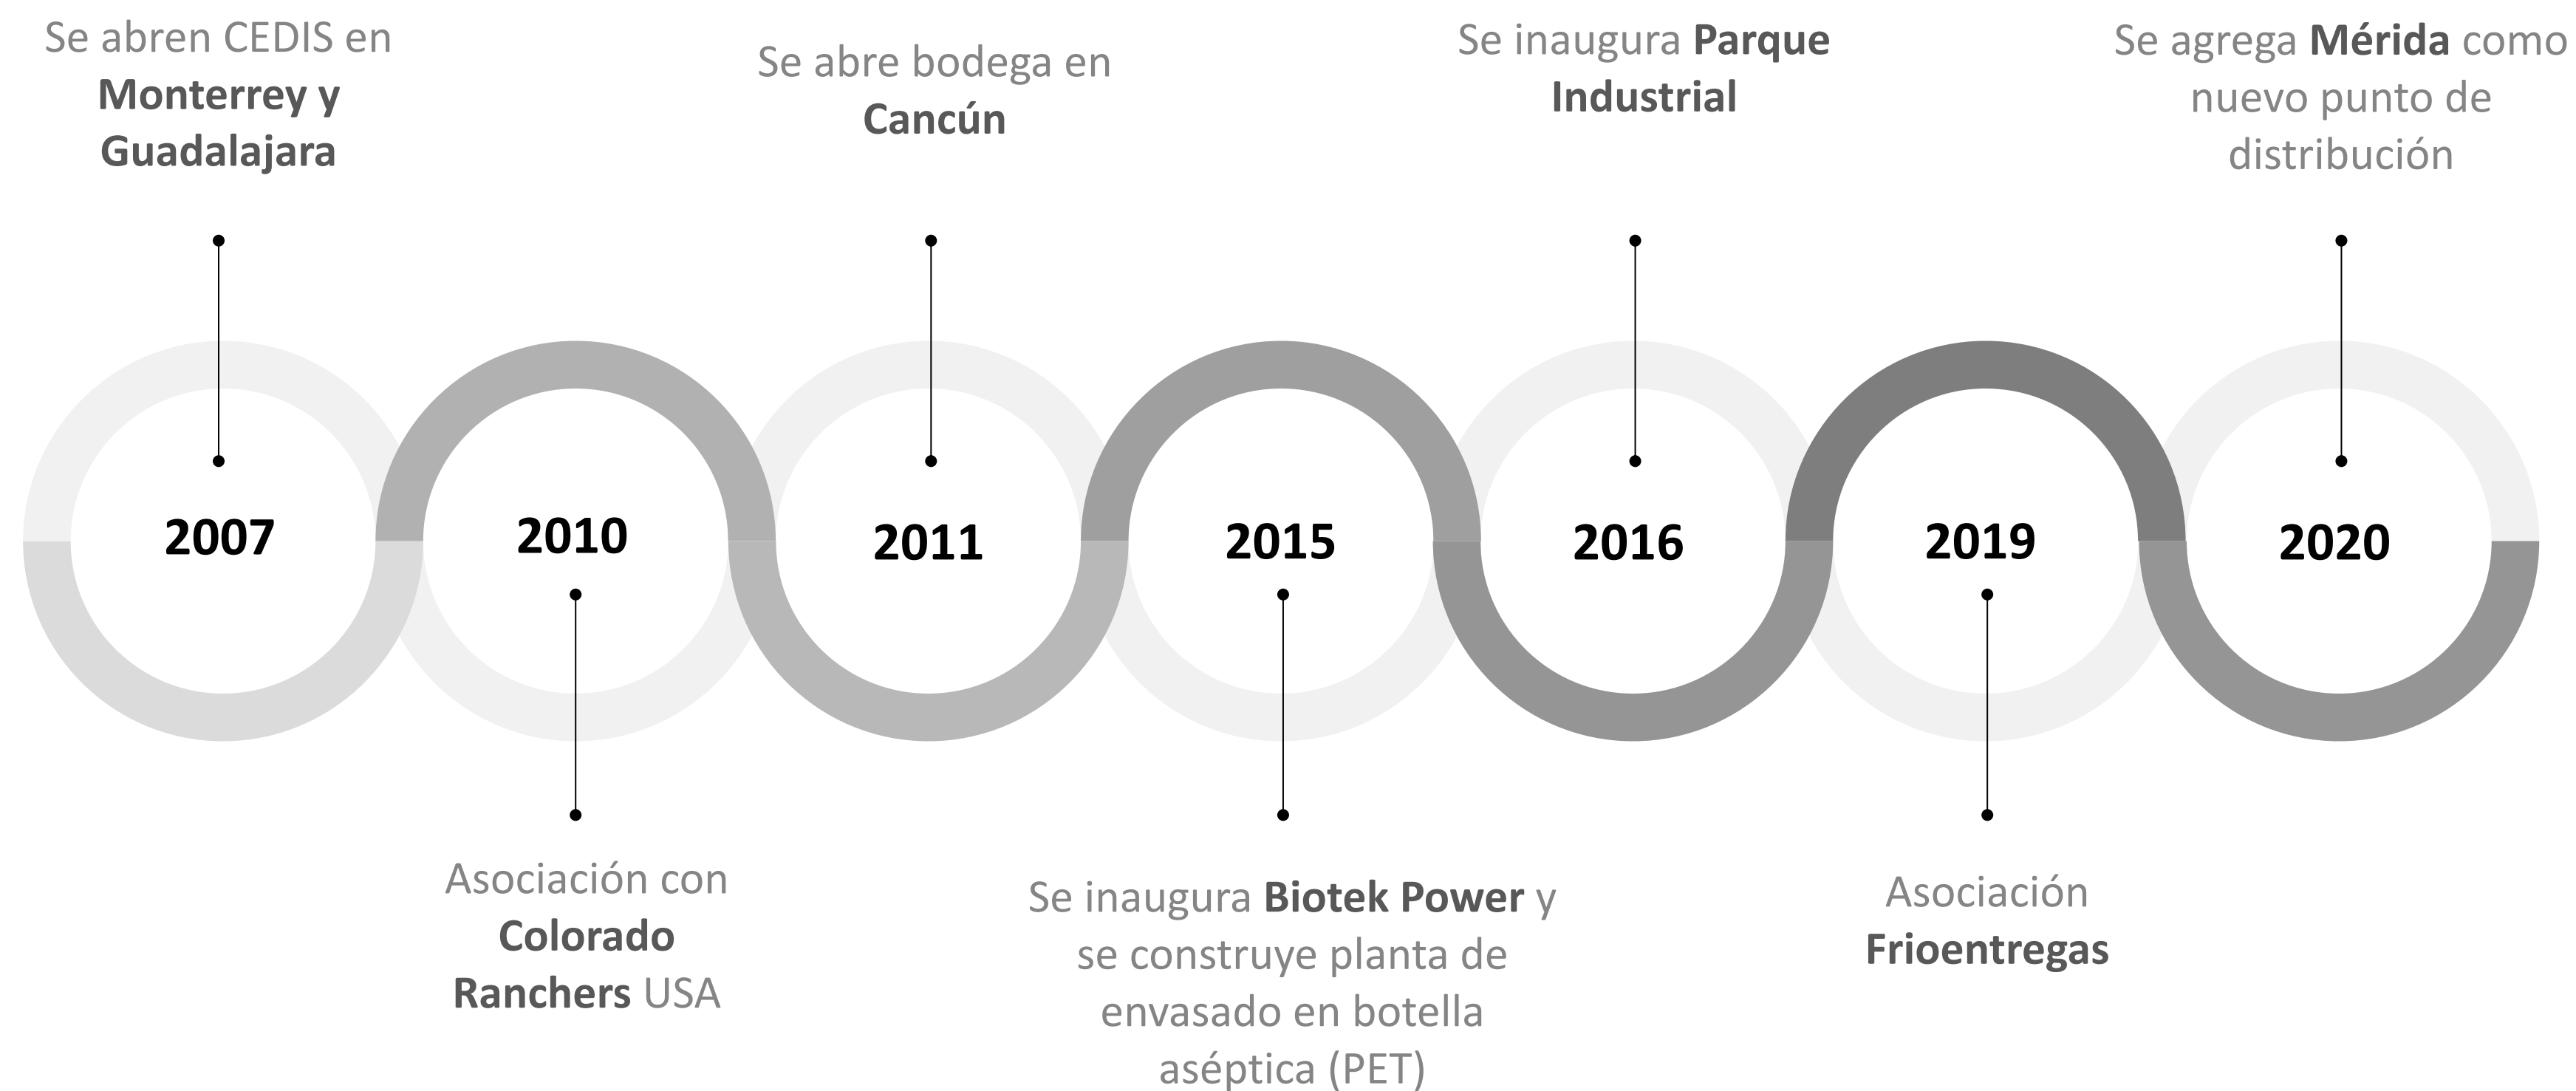 Se abren CEDIS en
Monterrey y
Guadalajara
Se abre bodega en
Cancún
Se inaugura Parque
Industrial
Se agrega Mérida como
nuevo punto de
distribución
2007
2010
2011
2015
2016
2019
2020
Asociación con
Colorado
Ranchers USA
Se inaugura Biotek Power y
se construye planta de
envasado en botella
aséptica (PET)
Asociación
Frioentregas